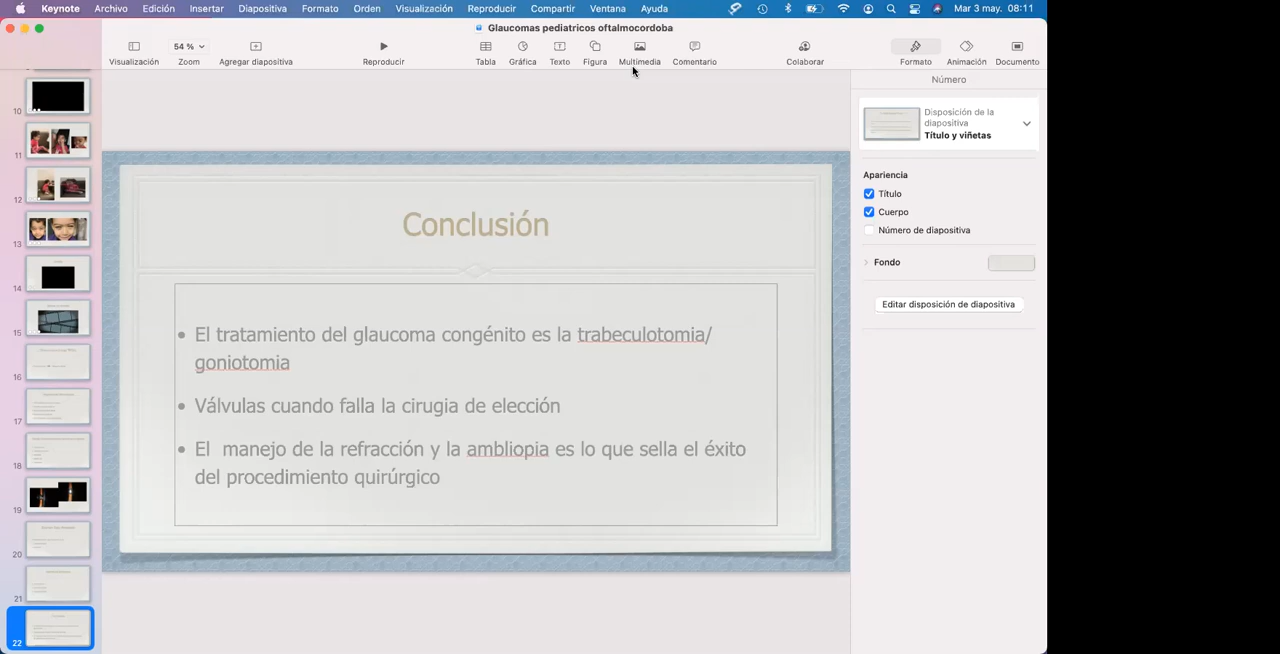 Keynote Archivo Edición Insertar Diapositiva Formato Orden Visualización Reproducir Compartir Ventana Ayuda Mar 3 may. 08:11
Glaucomas pediatricos oftalmocordoba
54 %
Visualización Zoom Agregar diapositiva Reproducir Tabla Gráfica Texto Figura Multimedia Comentario Colaborar Formato Animación Documento
10
11
12
13
14
15
16
17
18
19
20
21
22
Conclusión
• El tratamiento del glaucoma congénito es la trabeculotomia/
goniotomia
• Válvulas cuando falla la cirugia de elección
• El manejo de la refracción y la ambliopia es lo que sella el éxito
del procedimiento quirúrgico
Número
Disposición de la
diapositiva
Título y viñetas
Apariencia
Título
Cuerpo
Número de diapositiva
Fondo
Editar disposición de diapositiva